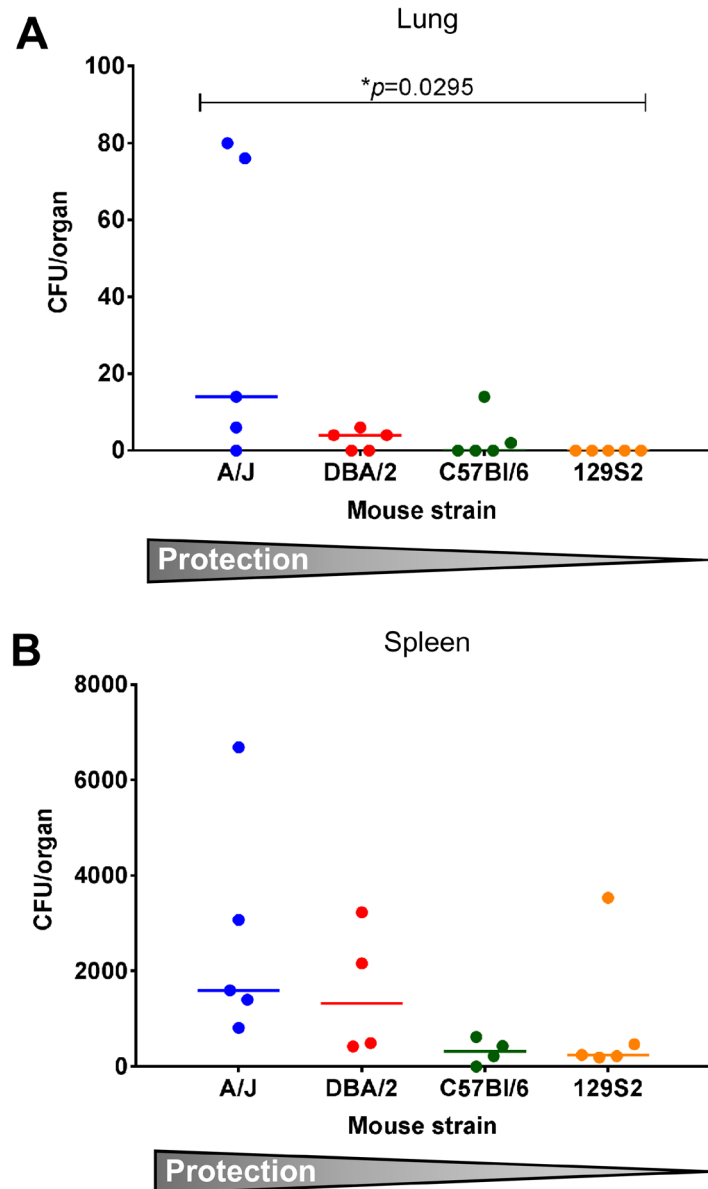 A
Lung
100
80
60
40
20
0
CFU/organ
*p=0.0295
A/J DBA/2 C57Bl/6 129S2
Mouse strain
Protection
B
Spleen
8000
6000
4000
2000
0
CFU/organ
A/J DBA/2 C57Bl/6 129S2
Mouse strain
Protection